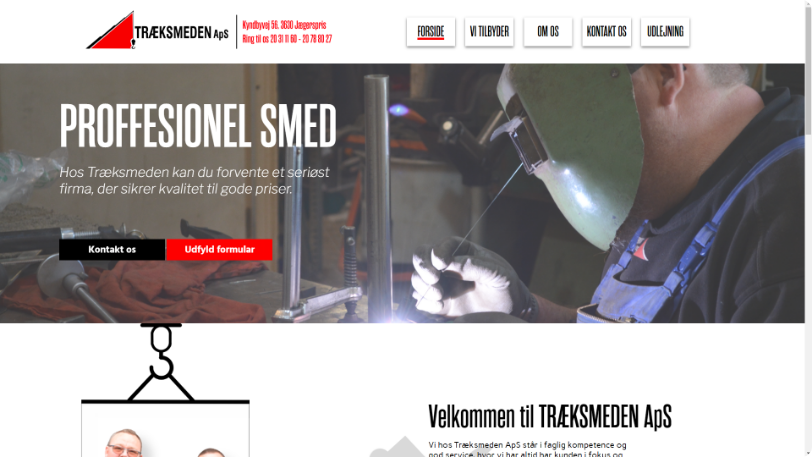 TRÆKSMEDEN ApS
Kyndbyvej 56, 3630 Jægerspris
Ring til os 20 31 11 60 - 20 78 80 27
FORSIDE
VI TILBYDER
OM OS
KONTAKT OS
UDLEJNING
PROFFESIONEL SMED
Hos Træksmeden kan du forvente et seriøst
firma, der sikrer kvalitet til gode priser.
Kontakt os
Udfyld formular
Velkommen til TRÆKSMEDEN ApS
Vi hos Træksmeden ApS står i faglig kompetence og
god service, hvor vi har altid har kunden i fokus og